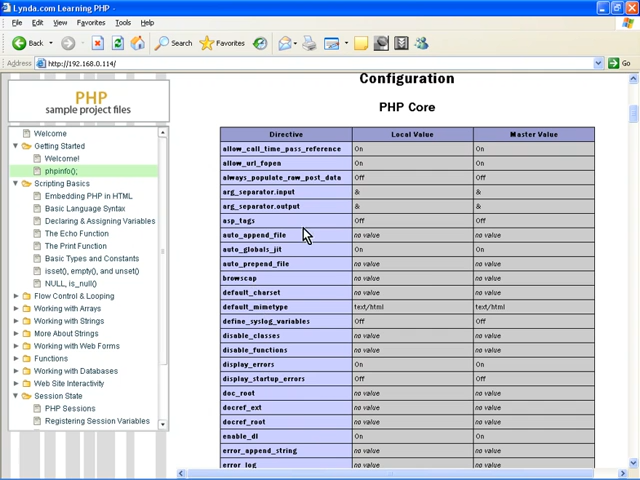 Lynda.com Learning PHP -
File Edit View Favorites Tools Help
Back Search Favorites
Address http://192.168.0.114/ Go
PHP
sample project files
Welcome
Getting Started
Welcome!
phpinfo();
Scripting Basics
Embedding PHP in HTML
Basic Language Syntax
Declaring & Assigning Variables
The Echo Function
The Print Function
Basic Types and Constants
isset(), empty(), and unset()
NULL, is_null()
Flow Control & Looping
Working with Arrays
Working with Strings
More About Strings
Working with Web Forms
Functions
Working with Databases
Web Site Interactivity
Session State
PHP Sessions
Registering Session Variables
Configuration
PHP Core
Directive Local Value Master Value
allow_call_time_pass_reference On On
allow_url_fopen On On
always_populate_raw_post_data Off Off
arg_separator.input & &
arg_separator.output & &
asp_tags Off Off
auto_append_file no value no value
auto_globals_jit On On
auto_prepend_file no value no value
browscap no value no value
default_charset no value no value
default_mimetype text/html text/html
define_syslog_variables Off Off
disable_classes no value no value
disable_functions no value no value
display_errors On On
display_startup_errors Off Off
doc_root no value no value
docref_ext no value no value
docref_root no value no value
enable_dl On On
error_append_string no value no value
error_log no value no value